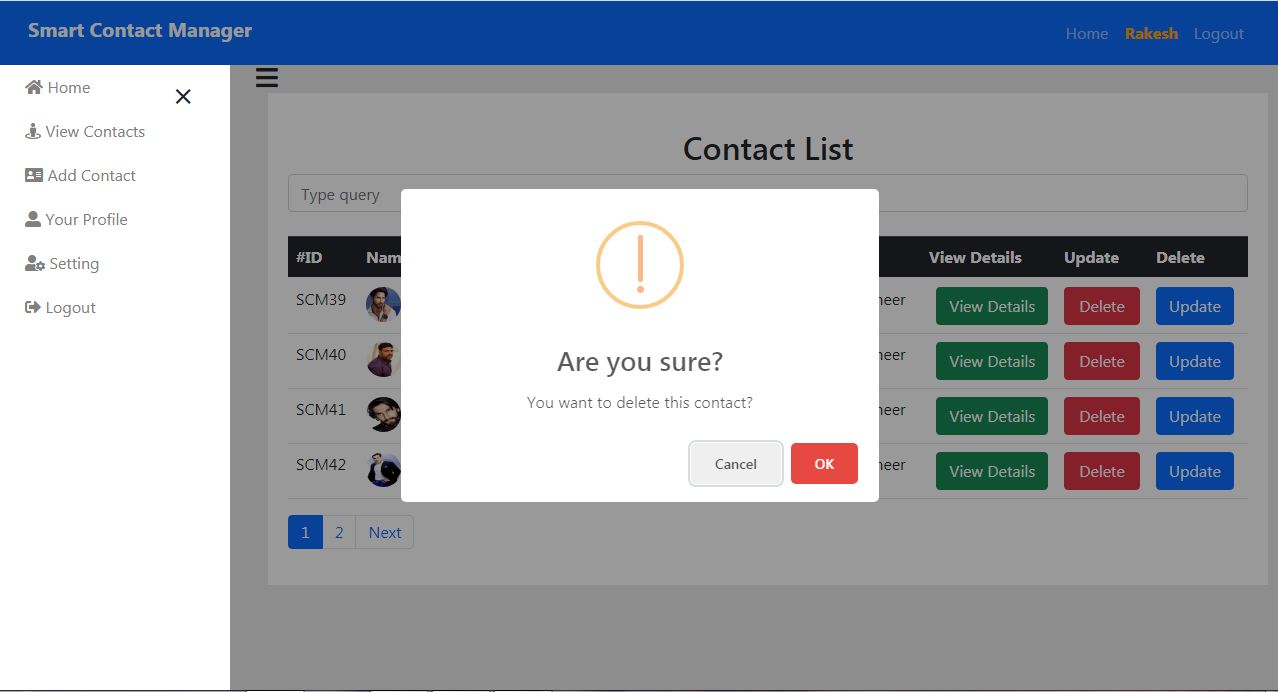 Smart Contact Manager
Home Rakesh Logout
Home
View Contacts
Add Contact
Your Profile
Setting
Logout
Contact List
Type query
#ID Nam View Details Update Delete
SCM39 neer View Details Delete Update
SCM40 neer View Details Delete Update
SCM41 neer View Details Delete Update
SCM42 neer View Details Delete Update
Are you sure?
You want to delete this contact?
Cancel OK
1 2 Next